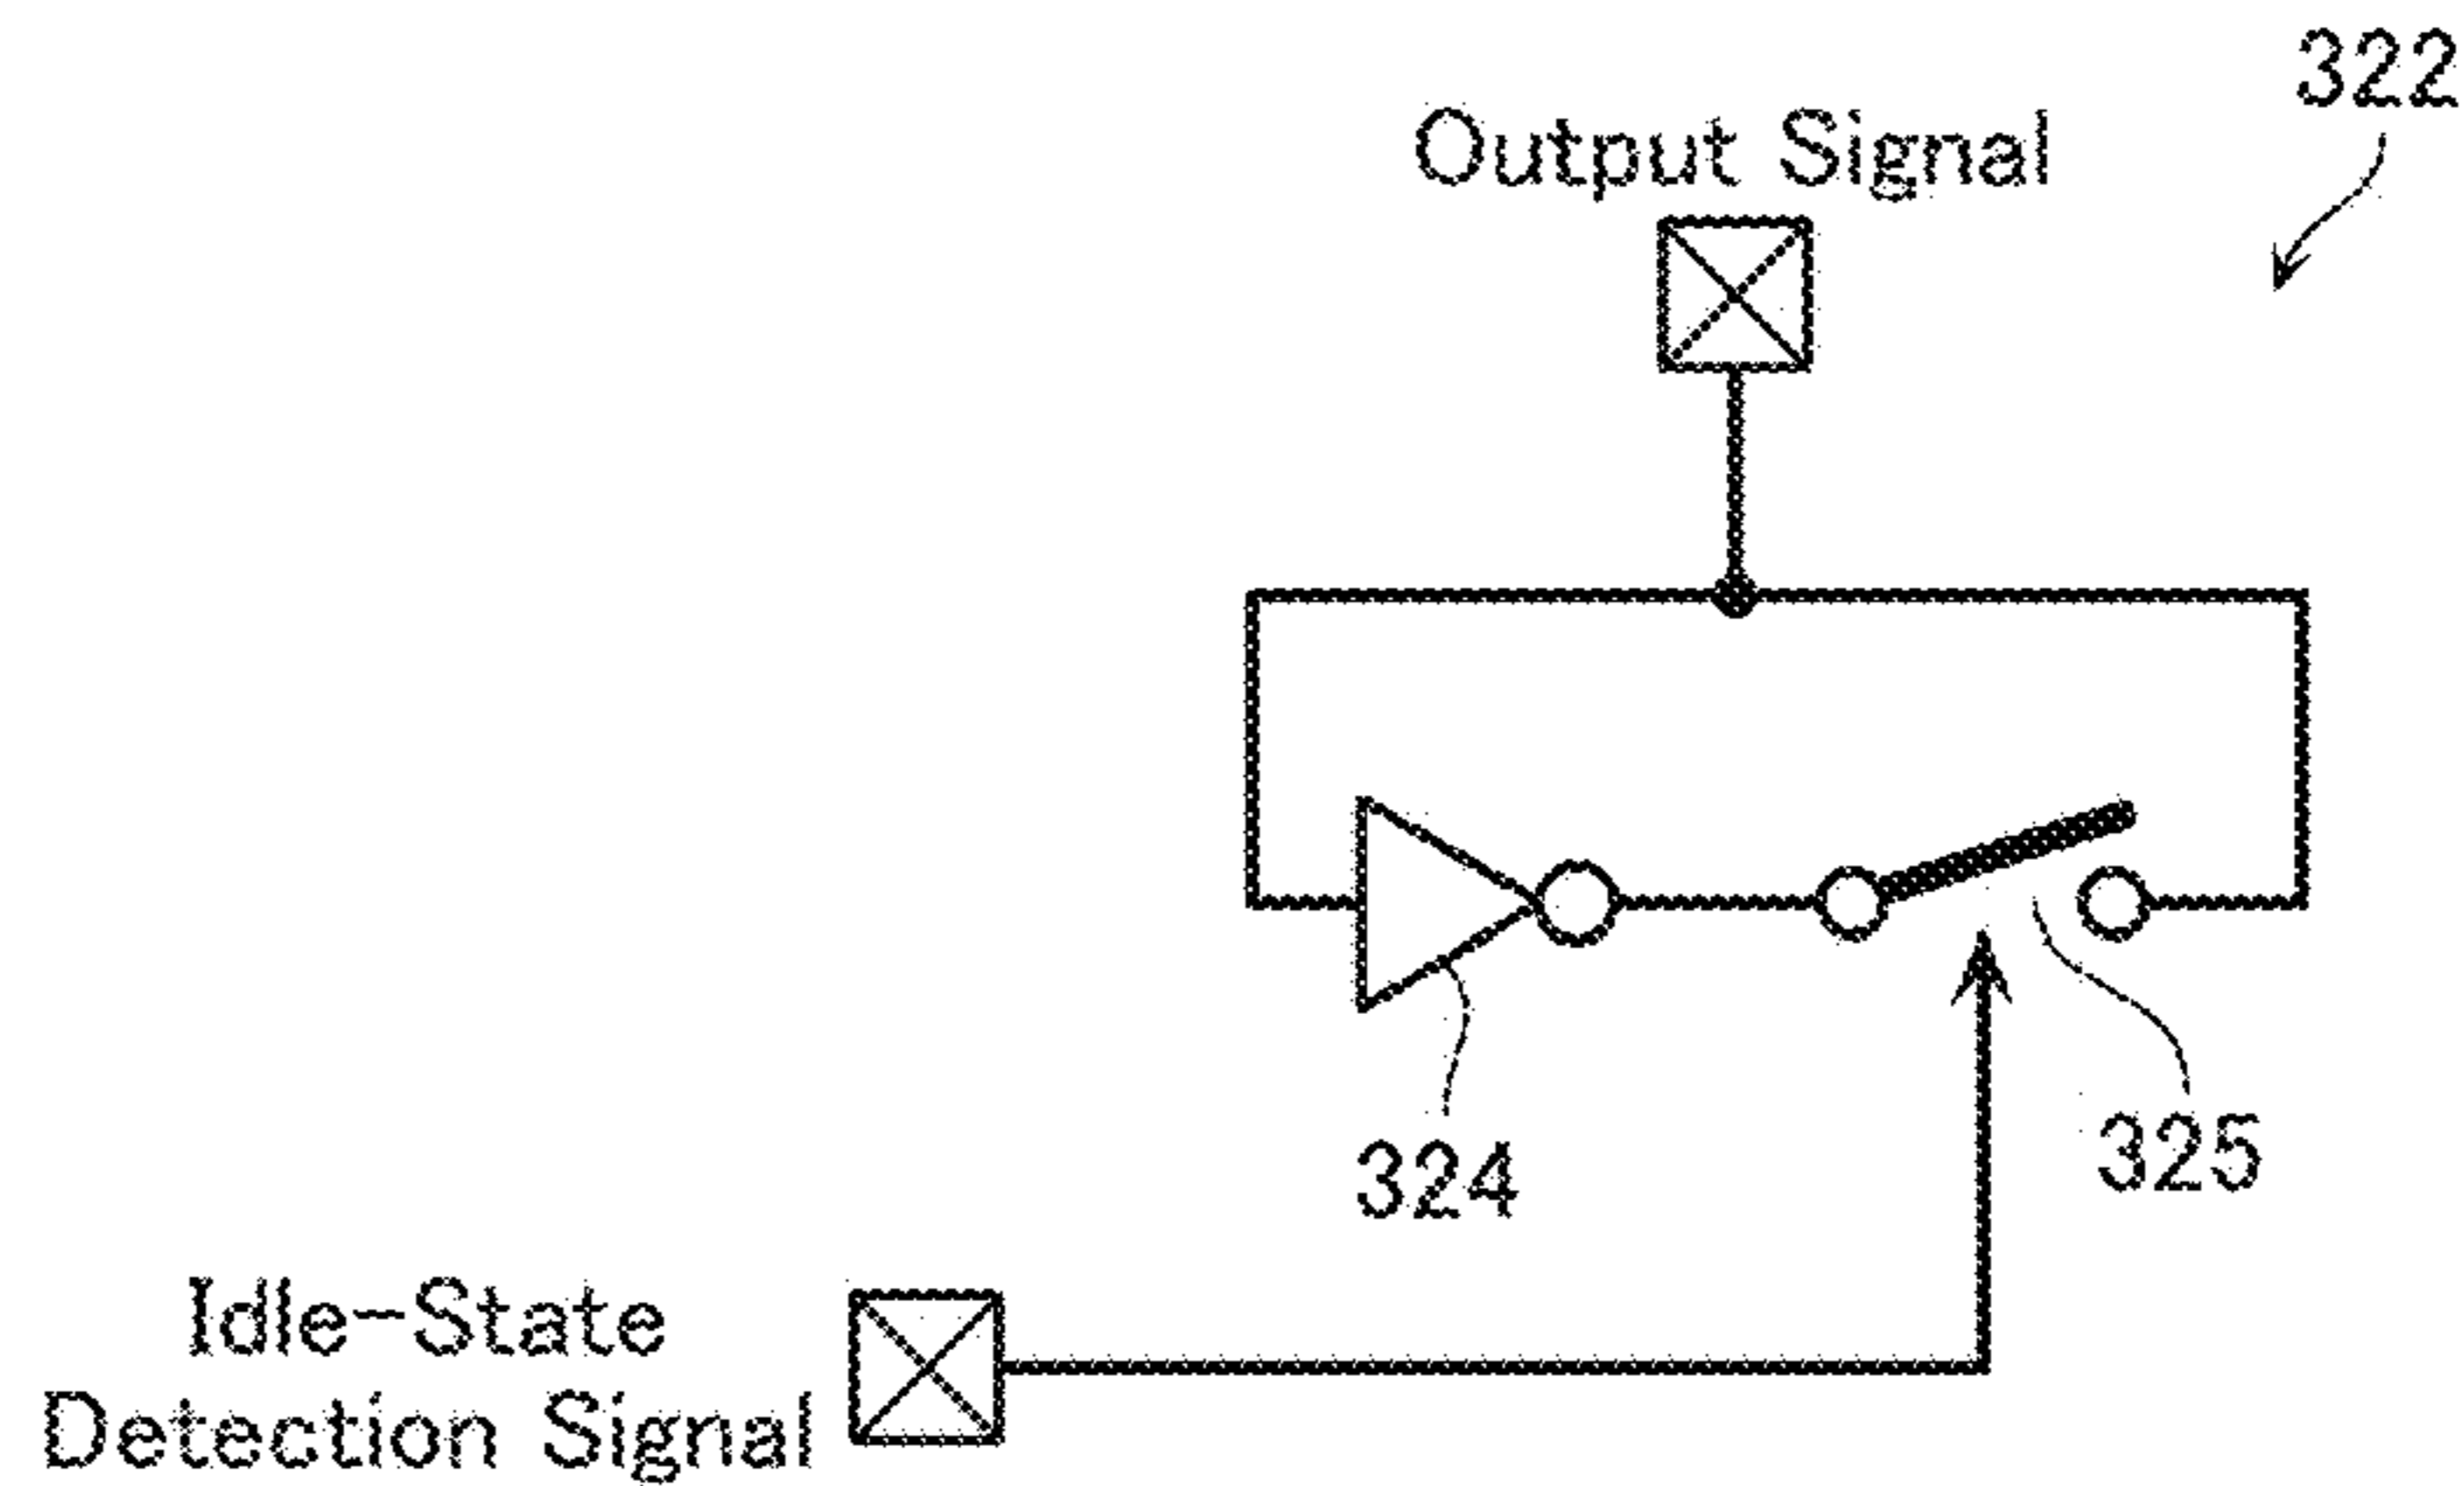 322
Output Signal
324
325
Idle-State
Detection Signal